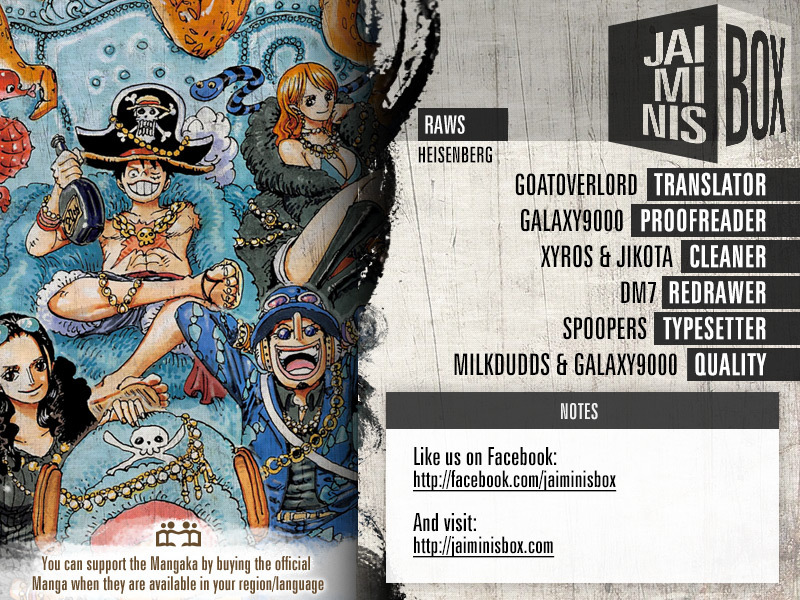 JAI
MI
NIS
BOX
RAWS
HEISENBERG
GOATOVERLORD TRANSLATOR
GALAXY9000 PROOFREADER
XYROS & JIKOTA CLEANER
DM7 REDRAWER
SPOOPERS TYPESETTER
MILKDUDDS & GALAXY9000 QUALITY
NOTES
Like us on Facebook:
http://facebook.com/jaiminisbox
And visit:
http://jaiminisbox.com
You can support the Mangaka by buying the official
Manga when they are available in your region/language